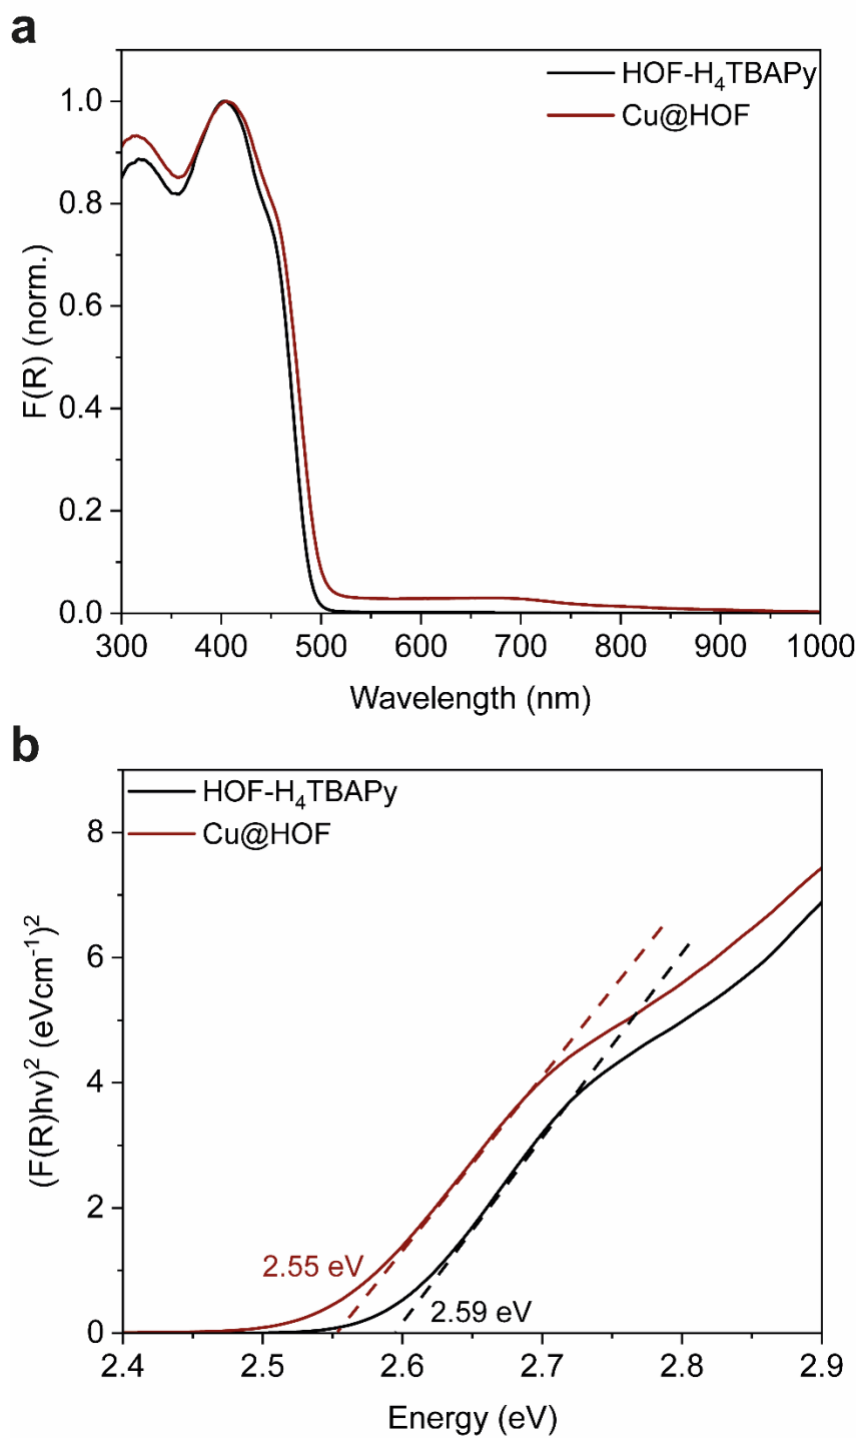 a
HOF-H₄TBAPy
Cu@HOF
F(R) (norm.)
1.0
0.8
0.6
0.4
0.2
0.0
300 400 500 600 700 800 900 1000
Wavelength (nm)
b
HOF-H₄TBAPy
Cu@HOF
(F(R)hν)² (eVcm⁻¹)²
8
6
4
2
0
2.55 eV
2.59 eV
2.4 2.5 2.6 2.7 2.8 2.9
Energy (eV)